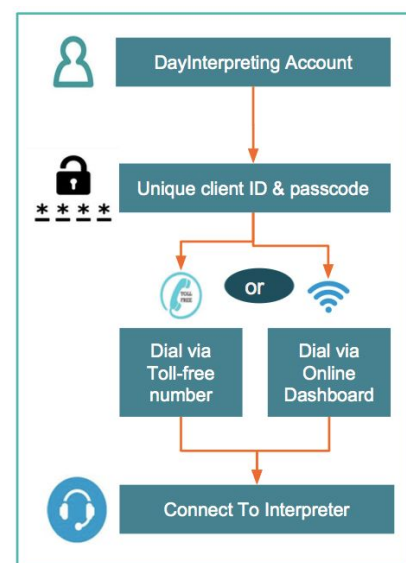 DayInterpreting Account
Unique client ID & passcode
* * * *
TOLL
FREE
or
Dial via
Toll-free
number
Dial via
Online
Dashboard
Connect To Interpreter